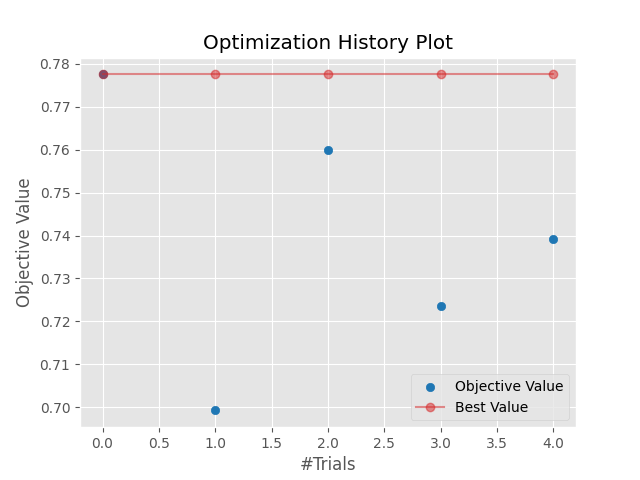 Optimization History Plot
0.78
0.77
0.76
0.75
0.74
0.73
0.72
0.71
0.70
Objective Value
Objective Value
Best Value
0.0 0.5 1.0 1.5 2.0 2.5 3.0 3.5 4.0
#Trials